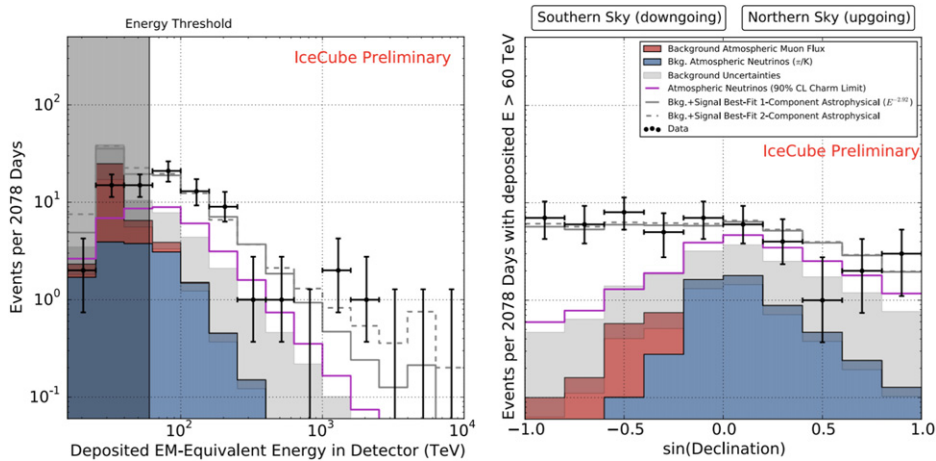 Energy Threshold
IceCube Preliminary
Events per 2078 Days
10²
10¹
10⁰
10⁻¹
10²
10³
10⁴
Deposited EM-Equivalent Energy in Detector (TeV)
Southern Sky (downgoing)
Northern Sky (upgoing)
Background Atmospheric Muon Flux
Bkg. Atmospheric Neutrinos (π/K)
Background Uncertainties
Atmospheric Neutrinos (90% CL Charm Limit)
Bkg.+Signal Best-Fit 1-Component Astrophysical (E⁻²·⁹²)
Bkg.+Signal Best-Fit 2-Component Astrophysical
Data
IceCube Preliminary
Events per 2078 Days with deposited E > 60 TeV
−1.0
−0.5
0.0
0.5
1.0
sin(Declination)